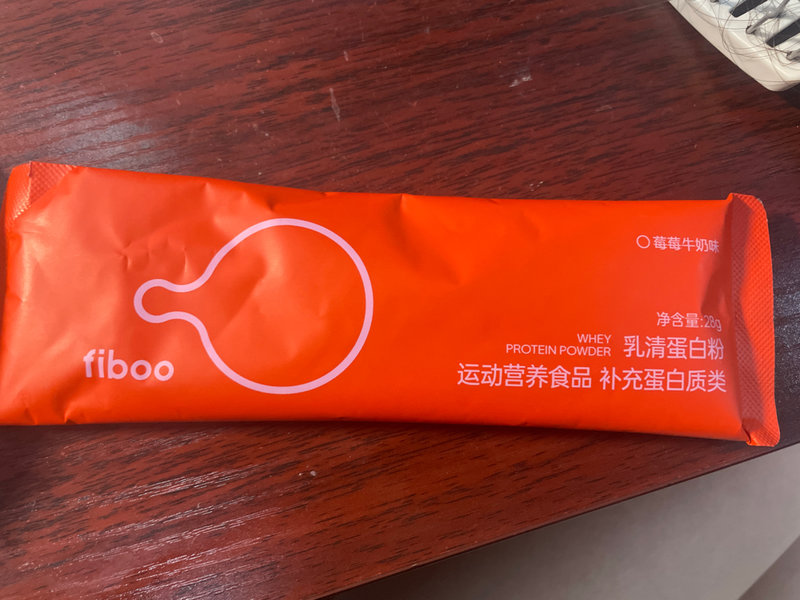 莓莓牛奶味
净含量:28g
WHEY
PROTEIN POWDER 乳清蛋白粉
运动营养食品 补充蛋白质类
fiboo